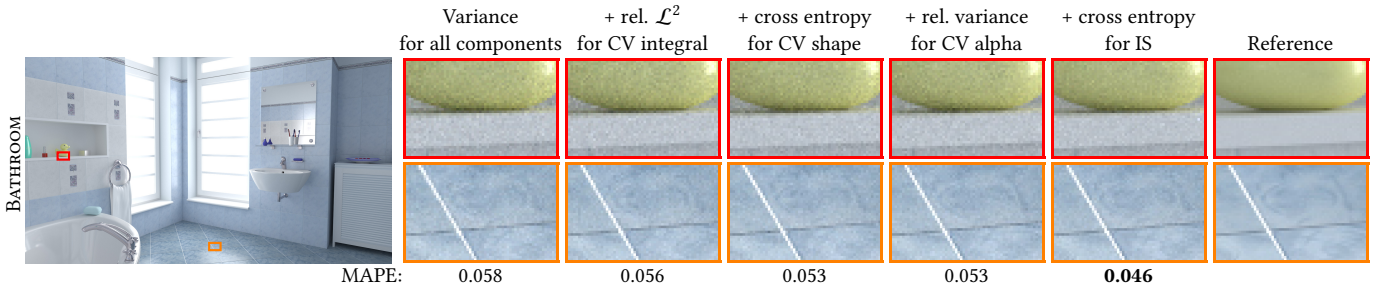 Variance
for all components
+ rel. ℒ²
for CV integral
+ cross entropy
for CV shape
+ rel. variance
for CV alpha
+ cross entropy
for IS
Reference
BATHROOM
MAPE: 0.058 0.056 0.053 0.053 0.046